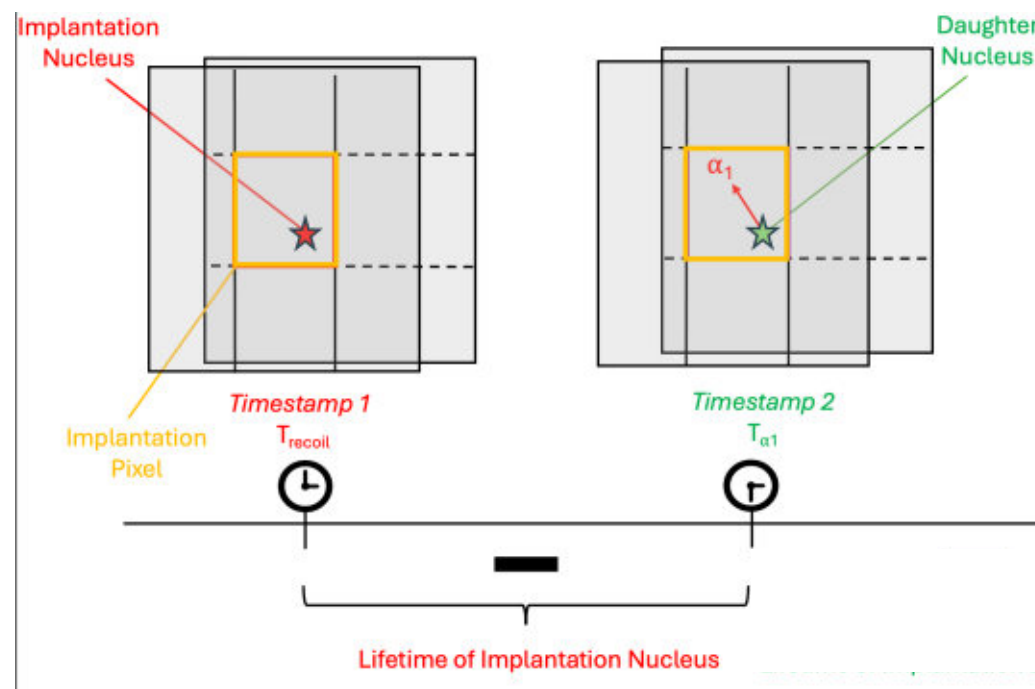 Implantation
Nucleus
Daughter
Nucleus
α1
Timestamp 1
Trecoil
Timestamp 2
Tα1
Implantation
Pixel
Lifetime of Implantation Nucleus